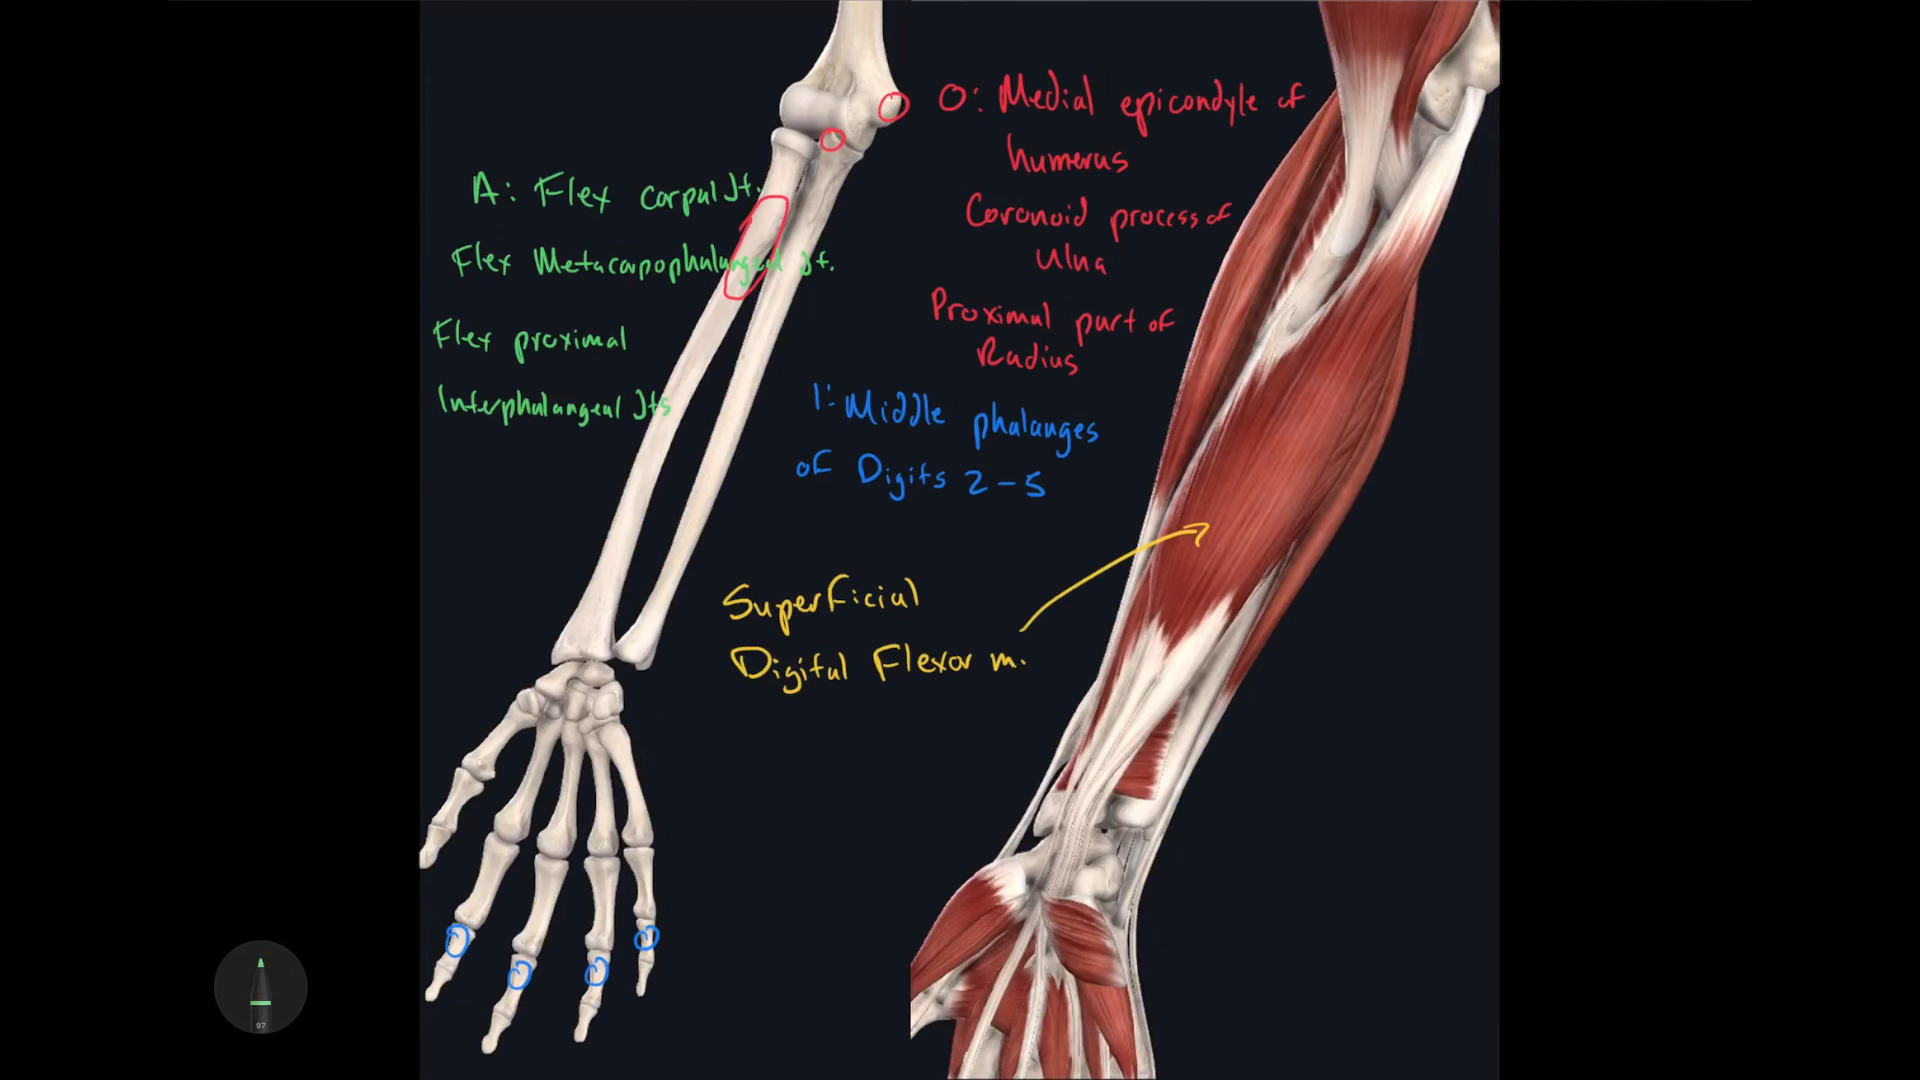 A: Flex carpal Jt.
Flex Metacarpophalangeal Jt.
Flex proximal
Interphalangeal Jts
O: Medial epicondyle of
humerus
Coronoid process of
Ulna
Proximal part of
Radius
I: Middle phalanges
of Digits 2-5
Superficial
Digital Flexor m.
97